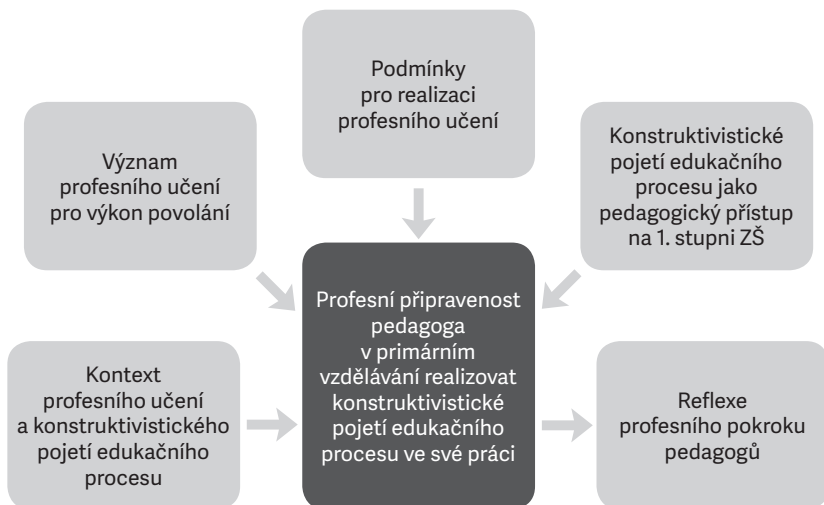 Podmínky
pro realizaci
profesního učení
Význam
profesního učení
pro výkon povolání
Konstruktivistické
pojetí edukačního
procesu jako
pedagogický přístup
na 1. stupni ZŠ
Profesní připravenost
pedagoga
v primárním
vzdělávání realizovat
konstruktivistické
pojetí edukačního
procesu ve své práci
Kontext
profesního učení
a konstruktivistického
pojetí edukačního
procesu
Reflexe
profesního pokroku
pedagogů